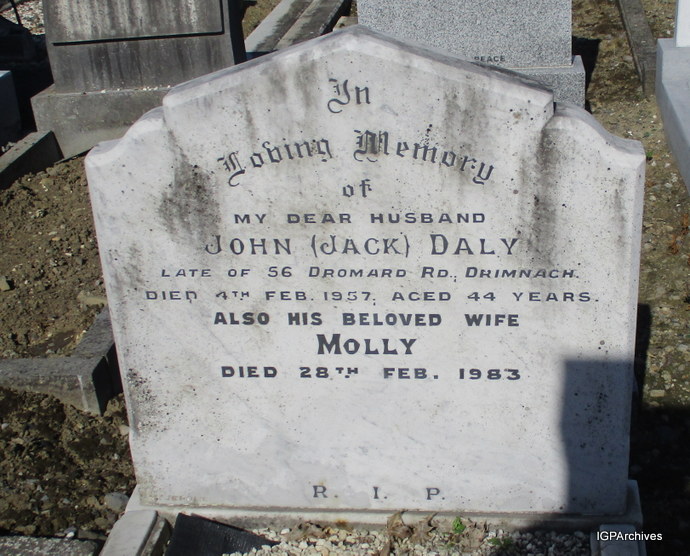 PEACE
In
Loving Memory
of
MY DEAR HUSBAND
JOHN (JACK) DALY
LATE OF 56 DROMARD RD., DRIMNAGH.
DIED 4TH FEB. 1957, AGED 44 YEARS.
ALSO HIS BELOVED WIFE
MOLLY
DIED 28TH FEB. 1983
R. I. P.
IGPArchives